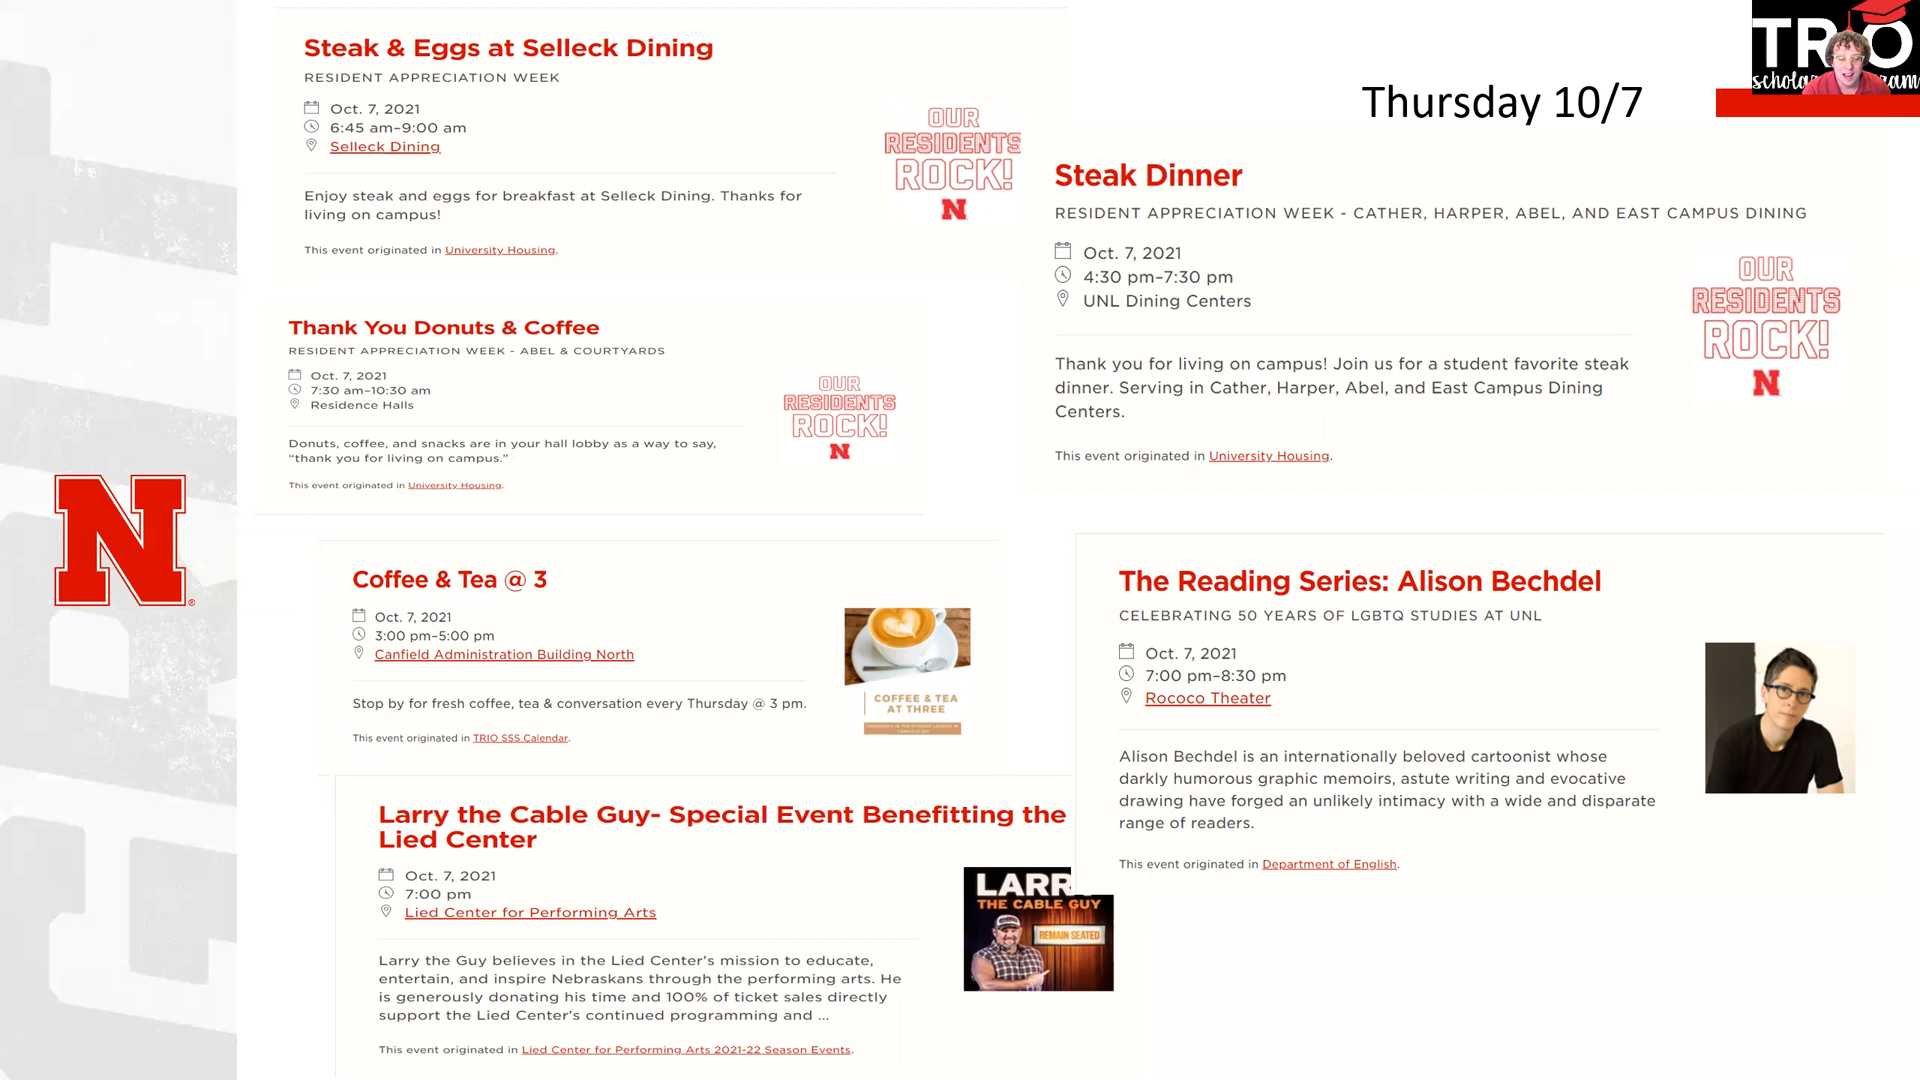 Thursday 10/7
TRIO
Steak & Eggs at Selleck Dining
RESIDENT APPRECIATION WEEK
Oct. 7, 2021
6:45 am–9:00 am
Selleck Dining
Enjoy steak and eggs for breakfast at Selleck Dining. Thanks for
living on campus!
This event originated in University Housing.
OUR
RESIDENTS
ROCK!
N
Thank You Donuts & Coffee
RESIDENT APPRECIATION WEEK - ABEL & COURTYARDS
Oct. 7, 2021
7:30 am–10:30 am
Residence Halls
Donuts, coffee, and snacks are in your hall lobby as a way to say,
“thank you for living on campus.”
This event originated in University Housing.
OUR
RESIDENTS
ROCK!
N
Steak Dinner
RESIDENT APPRECIATION WEEK - CATHER, HARPER, ABEL, AND EAST CAMPUS DINING
Oct. 7, 2021
4:30 pm–7:30 pm
UNL Dining Centers
Thank you for living on campus! Join us for a student favorite steak
dinner. Serving in Cather, Harper, Abel, and East Campus Dining
Centers.
This event originated in University Housing.
OUR
RESIDENTS
ROCK!
N
N®
Coffee & Tea @ 3
Oct. 7, 2021
3:00 pm–5:00 pm
Canfield Administration Building North
Stop by for fresh coffee, tea & conversation every Thursday @ 3 pm.
This event originated in TRIO SSS Calendar.
COFFEE & TEA
AT THREE
The Reading Series: Alison Bechdel
CELEBRATING 50 YEARS OF LGBTQ STUDIES AT UNL
Oct. 7, 2021
7:00 pm–8:30 pm
Rococo Theater
Alison Bechdel is an internationally beloved cartoonist whose
darkly humorous graphic memoirs, astute writing and evocative
drawing have forged an unlikely intimacy with a wide and disparate
range of readers.
This event originated in Department of English.
Larry the Cable Guy- Special Event Benefitting the
Lied Center
Oct. 7, 2021
7:00 pm
Lied Center for Performing Arts
Larry the Guy believes in the Lied Center’s mission to educate,
entertain, and inspire Nebraskans through the performing arts. He
is generously donating his time and 100% of ticket sales directly
support the Lied Center’s continued programming and ...
This event originated in Lied Center for Performing Arts 2021-22 Season Events.
LARR
THE CABLE GUY
REMAIN SEATED